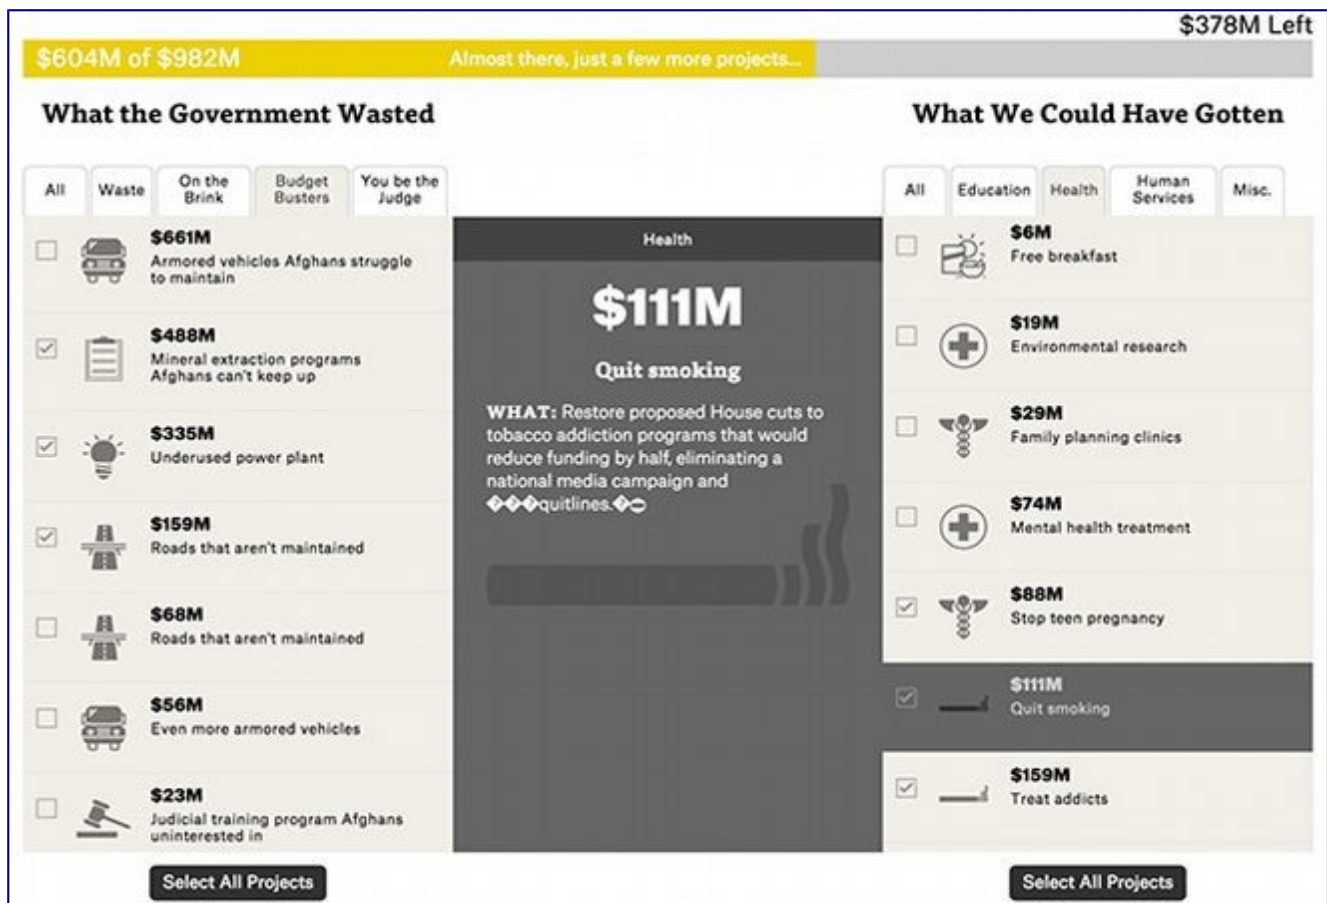 $378M Left
$604M of $982M
Almost there, just a few more projects...
What the Government Wasted
What We Could Have Gotten
All
Waste
On the
Brink
Budget
Busters
You be the
Judge
$661M
Armored vehicles Afghans struggle
to maintain
$488M
Mineral extraction programs
Afghans can't keep up
$335M
Underused power plant
$159M
Roads that aren't maintained
$68M
Roads that aren't maintained
$56M
Even more armored vehicles
$23M
Judicial training program Afghans
uninterested in
Select All Projects
Health
$111M
Quit smoking
WHAT: Restore proposed House cuts to
tobacco addiction programs that would
reduce funding by half, eliminating a
national media campaign and
���quitlines.�
All
Education
Health
Human
Services
Misc.
$6M
Free breakfast
$19M
Environmental research
$29M
Family planning clinics
$74M
Mental health treatment
$88M
Stop teen pregnancy
$111M
Quit smoking
$159M
Treat addicts
Select All Projects